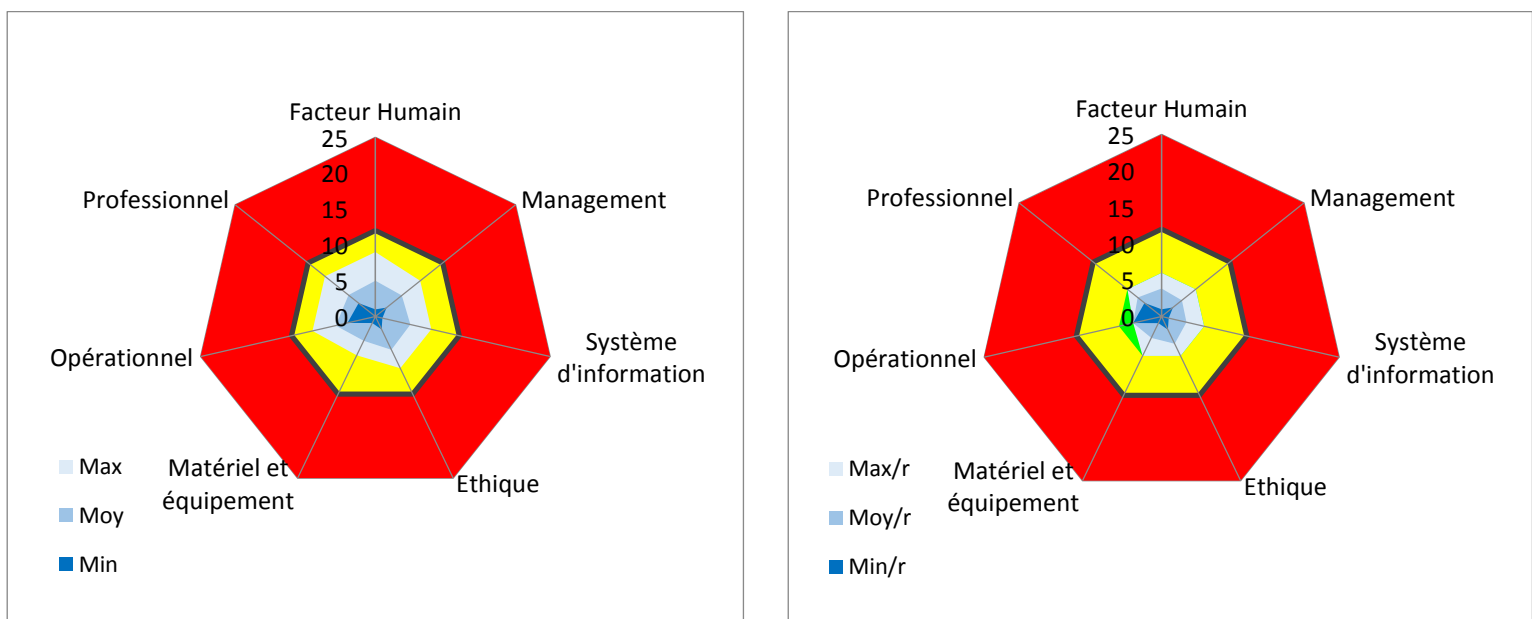 Facteur Humain
25
20
15
10
5
0
Professionnel
Management
Opérationnel
Système
d'information
Matériel et
équipement
Ethique
Max
Moy
Min
Facteur Humain
25
20
15
10
5
0
Professionnel
Management
Opérationnel
Système
d'information
Matériel et
équipement
Ethique
Max/r
Moy/r
Min/r